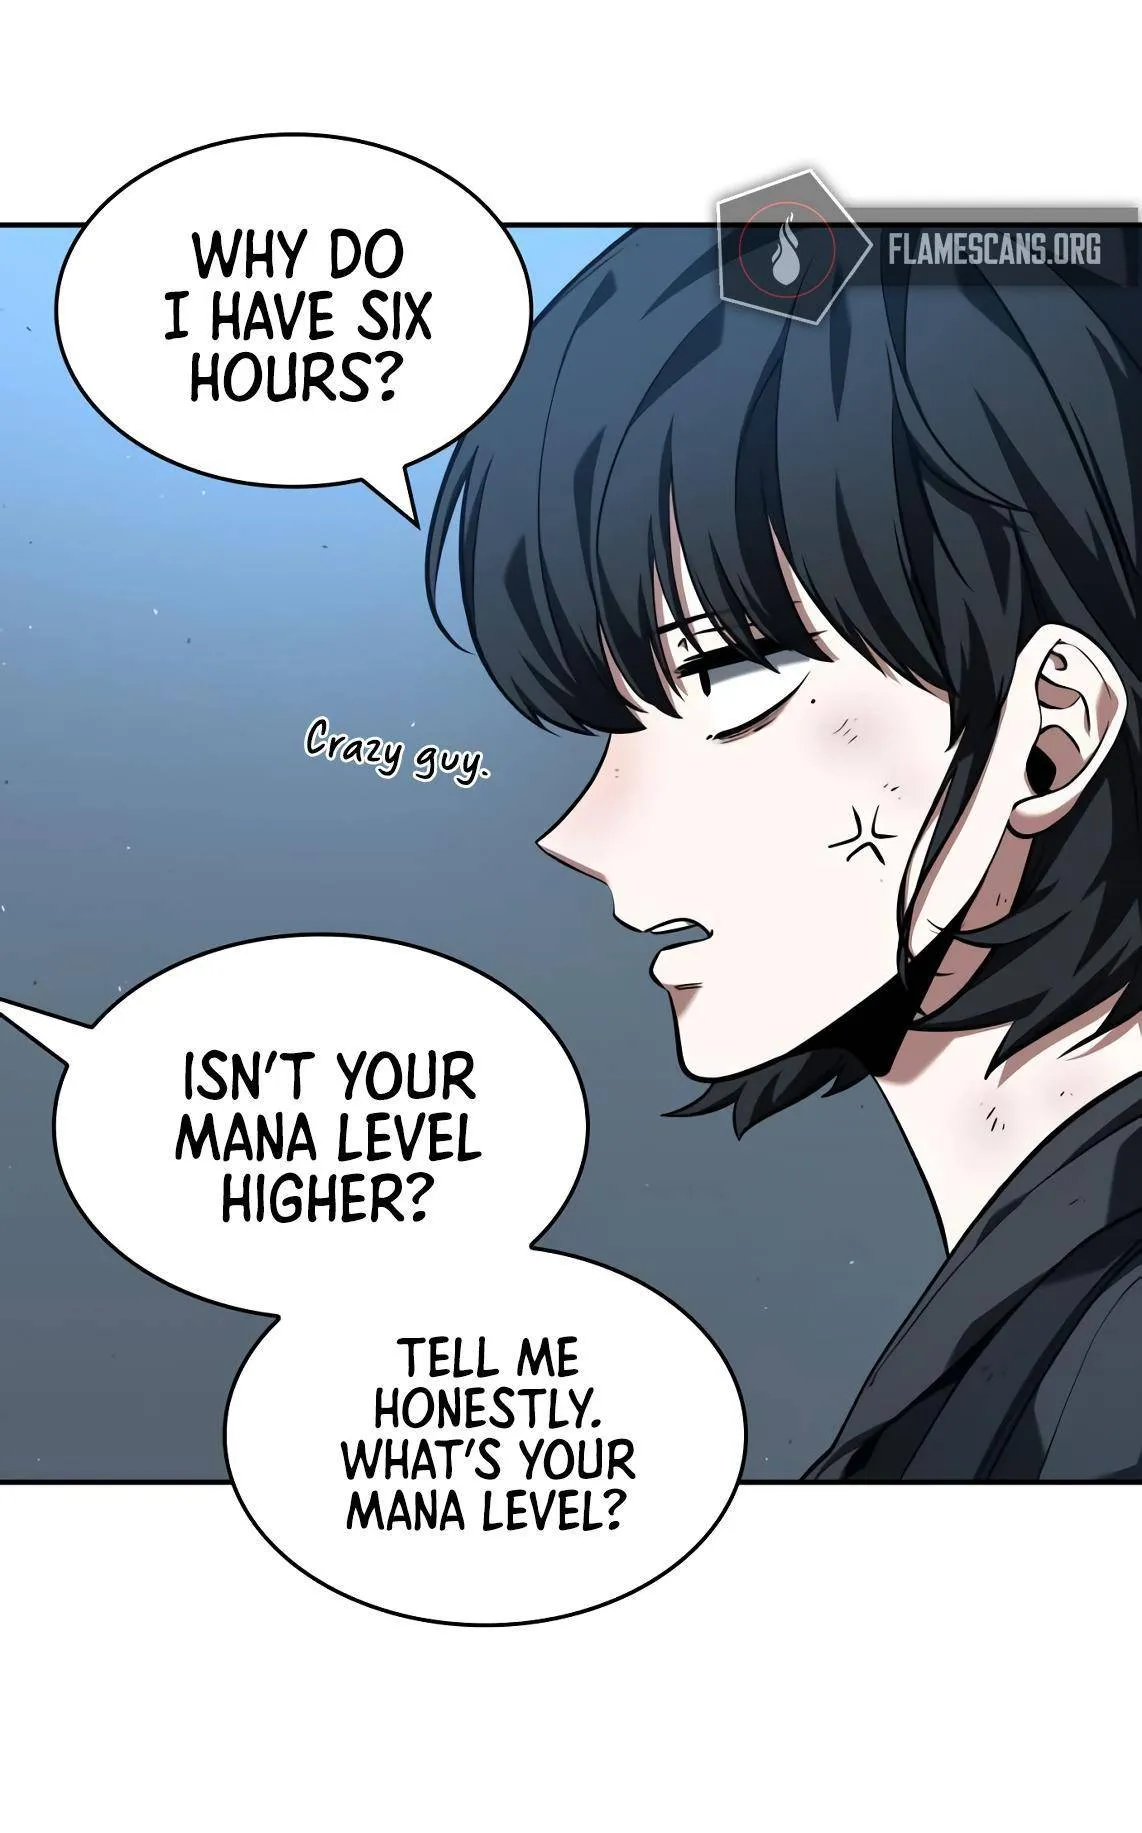 FLAMESCANS.ORG
WHY DO
I HAVE SIX
HOURS?
Crazy guy.
ISN'T YOUR
MANA LEVEL
HIGHER?
TELL ME
HONESTLY.
WHAT'S YOUR
MANA LEVEL?